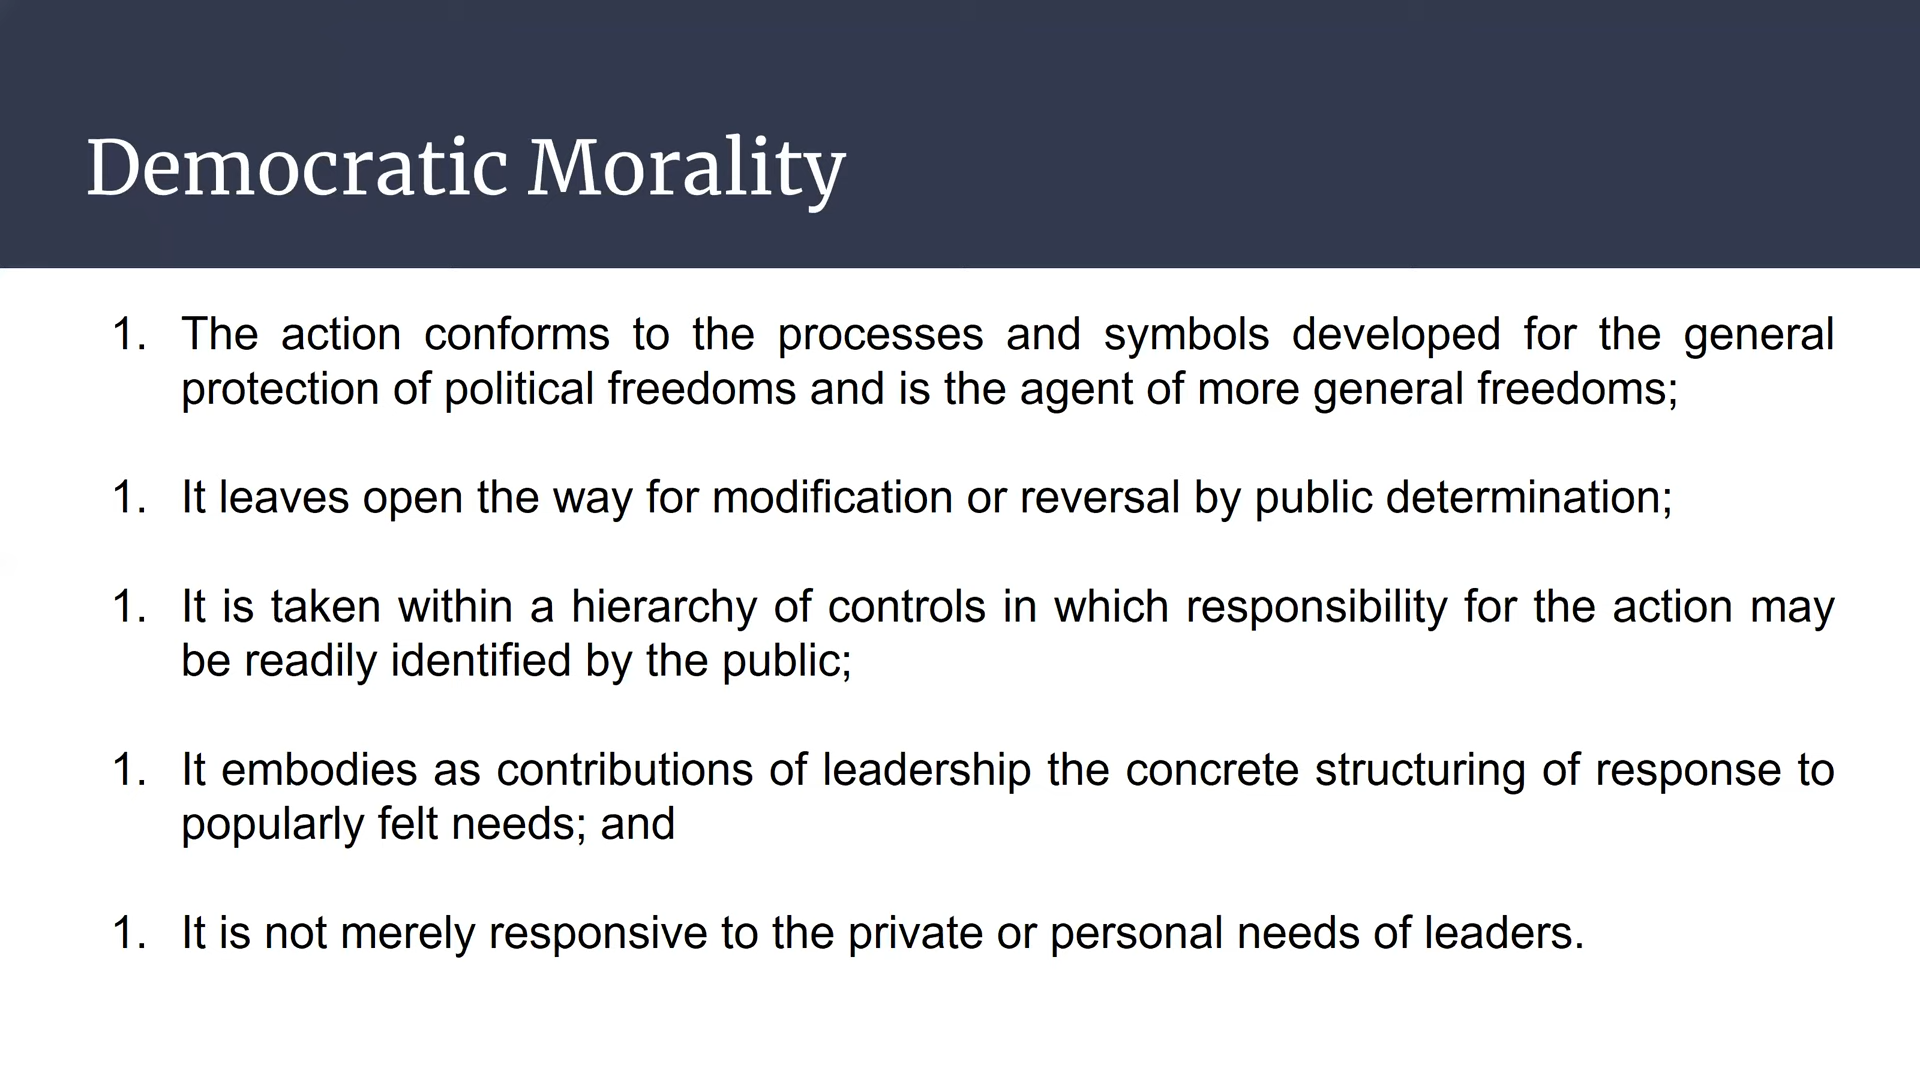 Democratic Morality
1. The action conforms to the processes and symbols developed for the general
protection of political freedoms and is the agent of more general freedoms;
1. It leaves open the way for modification or reversal by public determination;
1. It is taken within a hierarchy of controls in which responsibility for the action may
be readily identified by the public;
1. It embodies as contributions of leadership the concrete structuring of response to
popularly felt needs; and
1. It is not merely responsive to the private or personal needs of leaders.